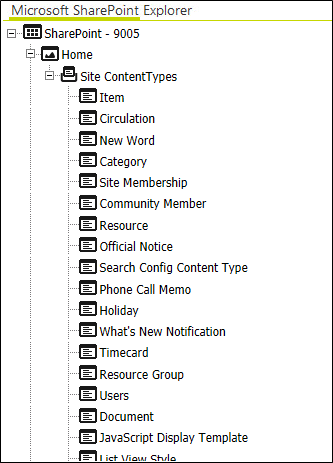 Microsoft SharePoint Explorer
SharePoint - 9005
Home
Site ContentTypes
Item
Circulation
New Word
Category
Site Membership
Community Member
Resource
Official Notice
Search Config Content Type
Phone Call Memo
Holiday
What's New Notification
Timecard
Resource Group
Users
Document
JavaScript Display Template
List View Style